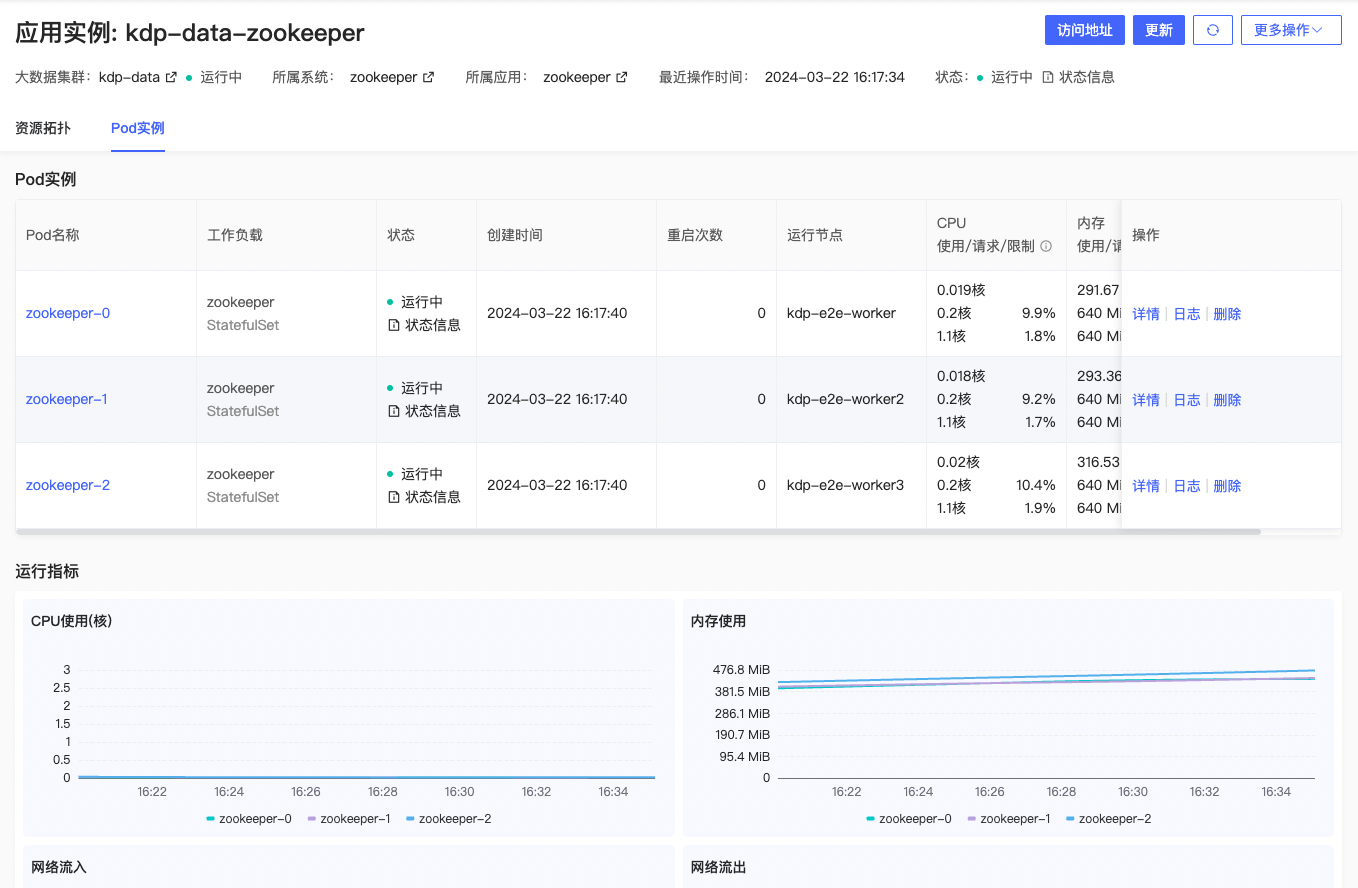 应用实例: kdp-data-zookeeper
访问地址 更新 更多操作
大数据集群: kdp-data 运行中 所属系统: zookeeper 所属应用: zookeeper 最近操作时间: 2024-03-22 16:17:34 状态: 运行中 状态信息
资源拓扑 Pod实例
Pod实例
Pod名称 工作负载 状态 创建时间 重启次数 运行节点 CPU 使用/请求/限制 内存 使用/请 操作
zookeeper-0 zookeeper 运行中 2024-03-22 16:17:40 0 kdp-e2e-worker 0.019核 291.67 详情 日志 删除
StatefulSet 状态信息 0.2核 9.9% 640 Mi
1.1核 1.8% 640 Mi
zookeeper-1 zookeeper 运行中 2024-03-22 16:17:40 0 kdp-e2e-worker2 0.018核 293.36 详情 日志 删除
StatefulSet 状态信息 0.2核 9.2% 640 Mi
1.1核 1.7% 640 Mi
zookeeper-2 zookeeper 运行中 2024-03-22 16:17:40 0 kdp-e2e-worker3 0.02核 316.53 详情 日志 删除
StatefulSet 状态信息 0.2核 10.4% 640 Mi
1.1核 1.9% 640 Mi
运行指标
CPU使用(核)
3
2.5
2
1.5
1
0.5
0
16:22 16:24 16:26 16:28 16:30 16:32 16:34
zookeeper-0 zookeeper-1 zookeeper-2
内存使用
476.8 MiB
381.5 MiB
286.1 MiB
190.7 MiB
95.4 MiB
0
16:22 16:24 16:26 16:28 16:30 16:32 16:34
zookeeper-0 zookeeper-1 zookeeper-2
网络流入
网络流出